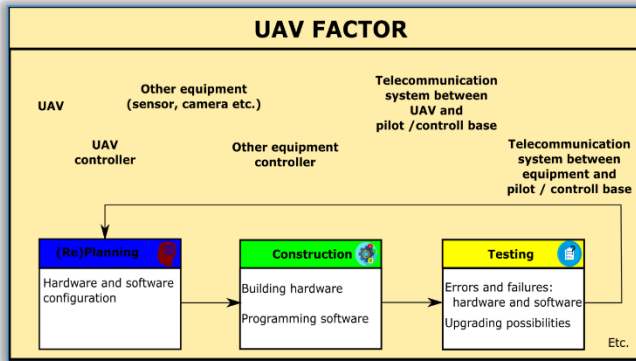 UAV FACTOR
UAV
Other equipment
(sensor, camera etc.)
Telecommunication
system between
UAV and
pilot /controll base
UAV
controller
Other equipment
controller
Telecommunication
system between
equipment and
pilot / controll base
(Re)Planning
Hardware and software
configuration
Construction
Building hardware
Programming software
Testing
Errors and failures:
hardware and software
Upgrading possibilities
Etc.